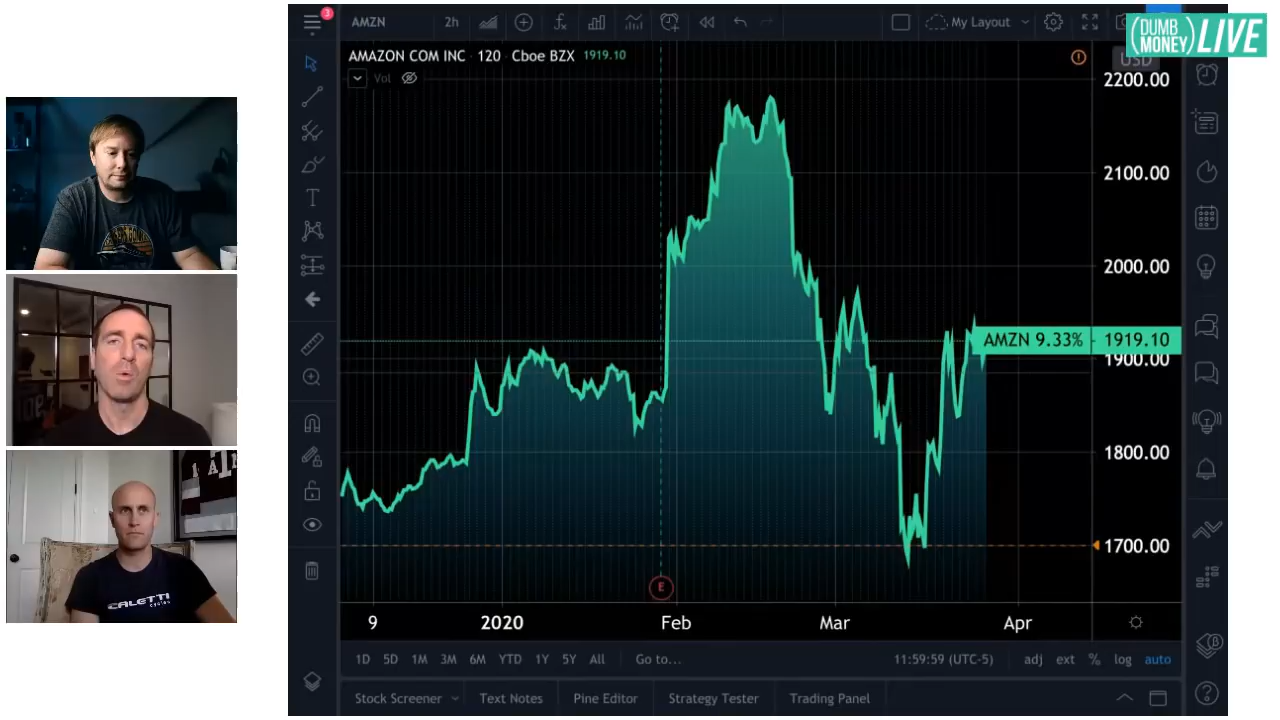 3
AMZN 2h My Layout
(DUMB MONEY) LIVE
AMAZON COM INC · 120 · Cboe BZX 1919.10
Vol
USD
2200.00
2100.00
2000.00
AMZN 9.33% 1919.10
1900.00
1800.00
1700.00
E
9 2020 Feb Mar Apr
1D 5D 1M 3M 6M YTD 1Y 5Y All Go to... 11:59:59 (UTC-5) adj ext % log auto
Stock Screener Text Notes Pine Editor Strategy Tester Trading Panel
CALETTI
cycles